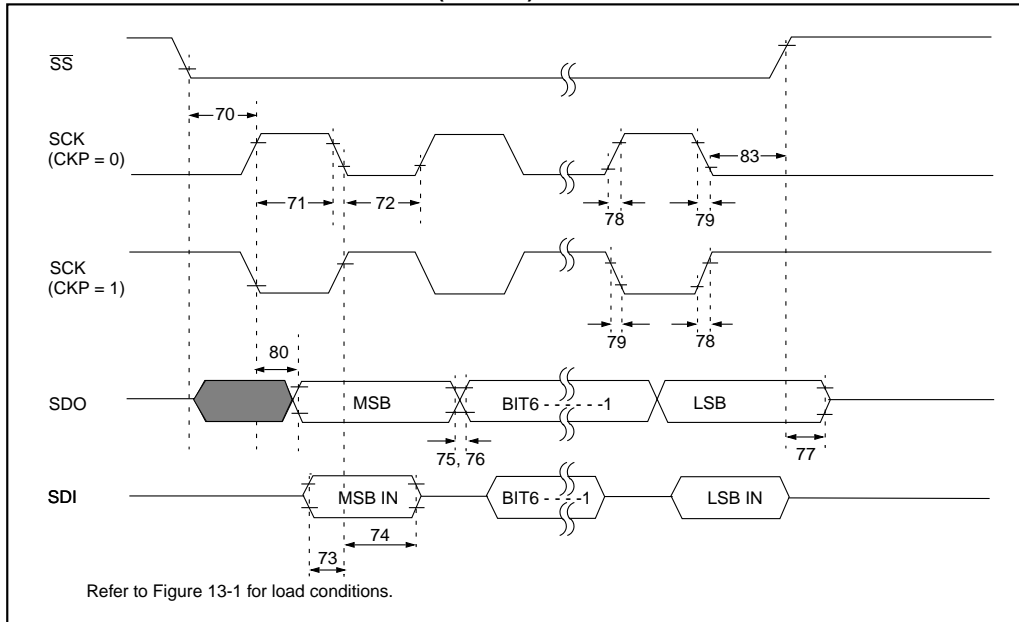 SS
70
SCK
(CKP = 0)
83
71
72
78
79
SCK
(CKP = 1)
79
78
80
SDO
MSB
BIT6 - - - - - -1
LSB
75, 76
77
SDI
MSB IN
BIT6 - - - -1
LSB IN
74
73
Refer to Figure 13-1 for load conditions.